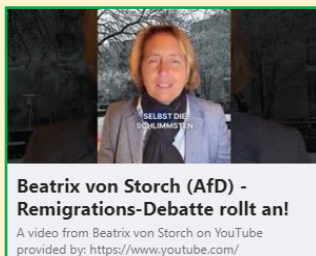 SELBST DIE
SCHLIMMSTEN
Beatrix von Storch (AfD) -
Remigrations-Debatte rollt an!
A video from Beatrix von Storch on YouTube
provided by: https://www.youtube.com/